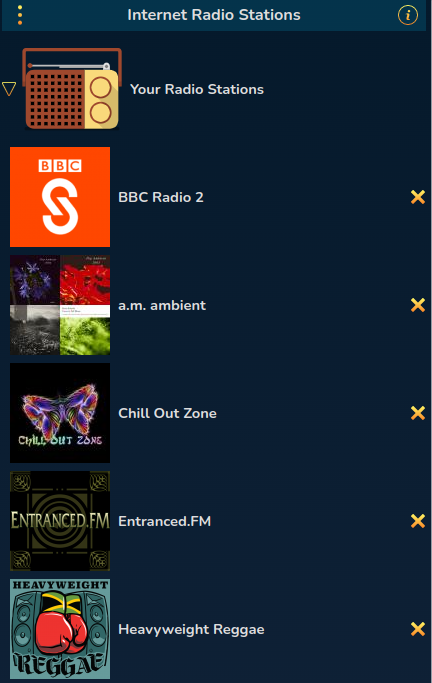 Internet Radio Stations
i
Your Radio Stations
BBC
S
BBC Radio 2
a.m. ambient
CHILL OUT ZONE
Chill Out Zone
ENTRANCED.FM
Entranced.FM
HEAVYWEIGHT
REGGAE
Heavyweight Reggae